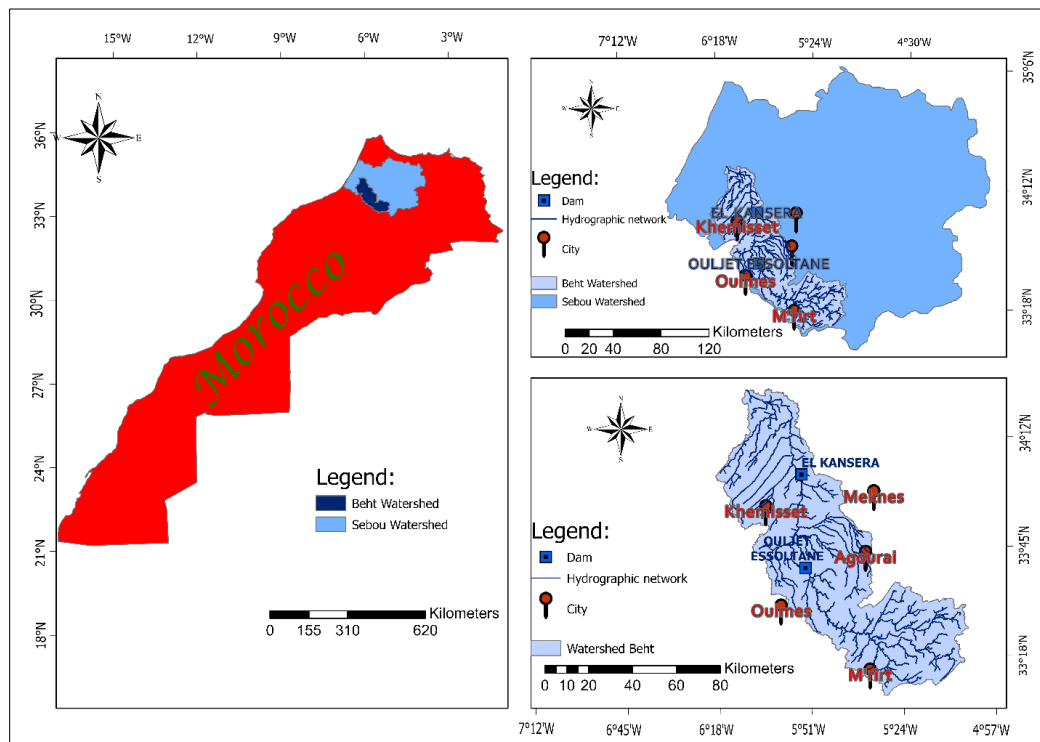 15°W 12°W 9°W 6°W 3°W
36°N
33°N
30°N
27°N
24°N
21°N
18°N
N
W E
S
Morocco
Legend:
Beht Watershed
Sebou Watershed
Kilometers
0 155 310 620
7°12'W 6°18'W 5°24'W 4°30'W
35°6'N
34°12'N
33°18'N
N
W E
S
Legend:
Dam
Hydrographic network
City
Beht Watershed
Sebou Watershed
EL KANSERA
Khemisset
OULJET ESSOLTANE
Oulmes
M'rirt
Kilometers
0 20 40 80 120
N
W E
S
34°12'N
33°45'N
33°18'N
EL KANSERA
Meknes
Khemisset
OULJET
ESSOLTANE
Agourai
Oulmes
M'rirt
Legend:
Dam
Hydrographic network
City
Watershed Beht
Kilometers
0 5 10 20 40 60 80
7°12'W 6°45'W 6°18'W 5°51'W 5°24'W 4°57'W